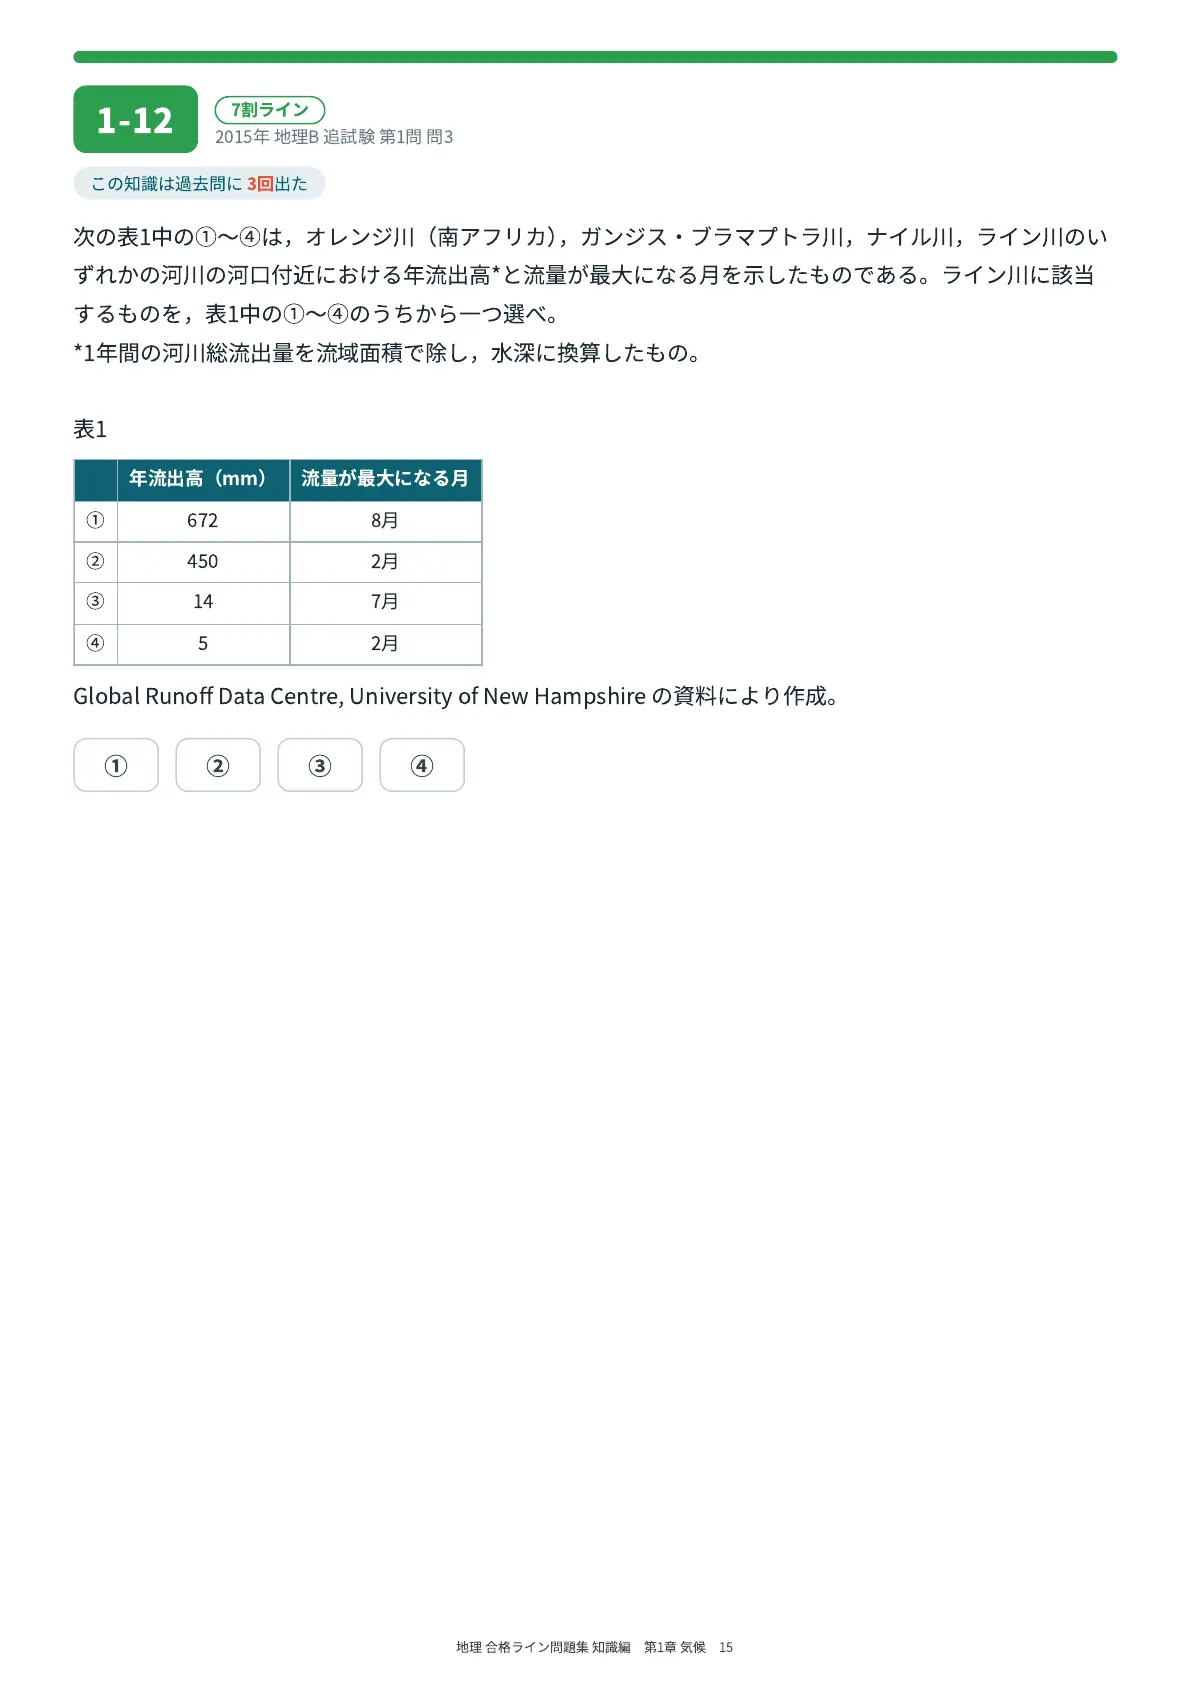 1-12
7割ライン
2015年 地理B 追試験 第1問 問3
この知識は過去問に 3回出た
次の表1中の①～④は，オレンジ川（南アフリカ），ガンジス・ブラマプトラ川，ナイル川，ライン川のい
ずれかの河川の河口付近における年流出高*と流量が最大になる月を示したものである。ライン川に該当
するものを，表1中の①～④のうちから一つ選べ。
*1年間の河川総流出量を流域面積で除し，水深に換算したもの。
表1
年流出高（mm） 流量が最大になる月
① 672 8月
② 450 2月
③ 14 7月
④ 5 2月
Global Runoff Data Centre, University of New Hampshire の資料により作成。
① ② ③ ④
地理 合格ライン問題集 知識編 第1章 気候 15